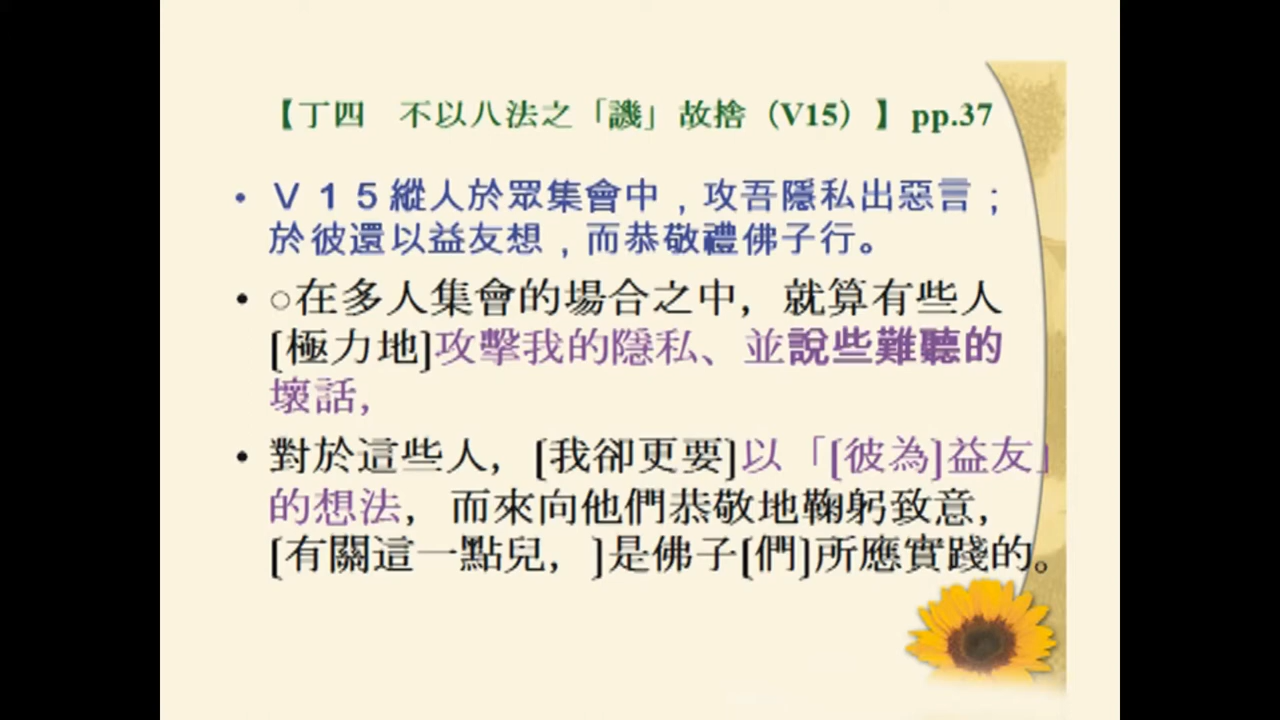 【丁四　不以八法之「譏」故捨（V15）】pp.37
• Ｖ１５縱人於眾集會中，攻吾隱私出惡言；
於彼還以益友想，而恭敬禮佛子行。
• ○在多人集會的場合之中，就算有些人
[極力地]攻擊我的隱私、並說些難聽的
壞話，
• 對於這些人，[我卻更要]以「[彼為]益友」
的想法，而來向他們恭敬地鞠躬致意，
[有關這一點兒，]是佛子[們]所應實踐的。